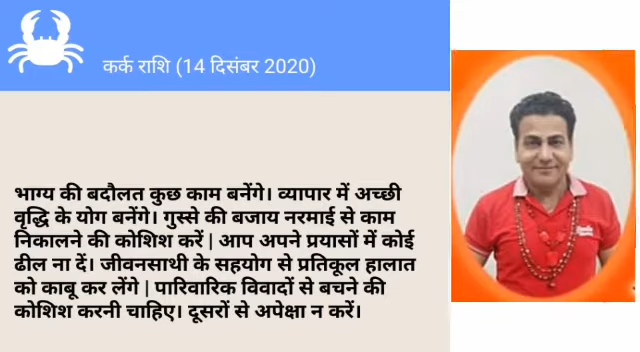 कर्क राशि (14 दिसंबर 2020)
भाग्य की बदौलत कुछ काम बनेंगे। व्यापार में अच्छी
वृद्धि के योग बनेंगे। गुस्से की बजाय नरमाई से काम
निकालने की कोशिश करें | आप अपने प्रयासों में कोई
ढील ना दें। जीवनसाथी के सहयोग से प्रतिकूल हालात
को काबू कर लेंगे | पारिवारिक विवादों से बचने की
कोशिश करनी चाहिए। दूसरों से अपेक्षा न करें।